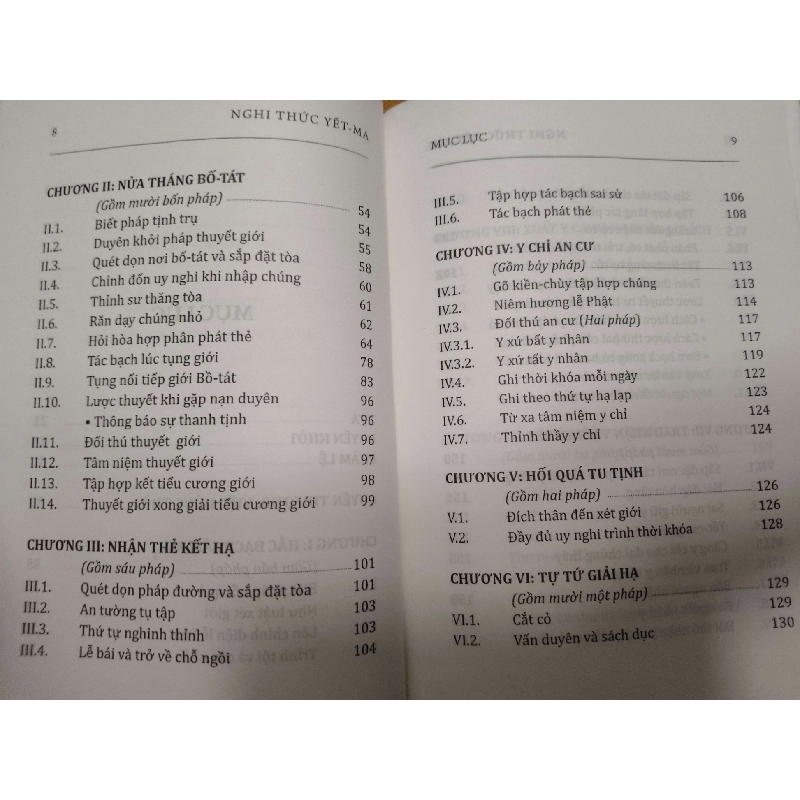 8
NGHI THỨC YẾT-MA
CHƯƠNG II: NỬA THÁNG BỐ-TÁT
(Gồm mười bốn pháp) 54
II.1. Biết pháp tịnh trụ 54
II.2. Duyên khởi pháp thuyết giới 55
II.3. Quét dọn nơi bố-tát và sắp đặt tòa 58
II.4. Chỉnh đốn uy nghi khi nhập chúng 60
II.5. Thỉnh sư thăng tòa 61
II.6. Răn dạy chúng nhỏ 62
II.7. Hỏi hòa hợp phân phát thẻ 64
II.8. Tác bạch lúc tụng giới 78
II.9. Tụng nối tiếp giới Bồ-tát 83
II.10. Lược thuyết khi gặp nạn duyên 96
• Thông báo sự thanh tịnh 96
II.11. Đối thú thuyết giới 96
II.12. Tâm niệm thuyết giới 97
II.13. Tập hợp kết tiểu cương giới 98
II.14. Thuyết giới xong giải tiểu cương giới 99
CHƯƠNG III: NHẬN THẺ KẾT HẠ
(Gồm sáu pháp) 101
III.1. Quét dọn pháp đường và sắp đặt tòa 101
III.2. An tường tụ tập 103
III.3. Thứ tự nghinh thỉnh 103
III.4. Lễ bái và trở về chỗ ngồi 104
MỤC LỤC
9
III.5. Tập hợp tác bạch sai sứ 106
III.6. Tác bạch phát thẻ 108
CHƯƠNG IV: Y CHỈ AN CƯ
(Gồm bảy pháp) 113
IV.1. Gõ kiền-chùy tập hợp chúng 113
IV.2. Niêm hương lễ Phật 114
IV.3. Đối thú an cư (Hai pháp) 117
IV.3.1. Y xứ bất y nhân 117
IV.3.2. Y xứ tất y nhân 119
IV.4. Ghi thời khóa mỗi ngày 122
IV.5. Ghi theo thứ tự hạ lạp 123
IV.6. Từ xa tâm niệm y chỉ 124
IV.7. Thỉnh thầy y chỉ 124
CHƯƠNG V: HỐI QUÁ TU TỊNH
(Gồm hai pháp) 126
V.1. Đích thân đến xét giới 126
V.2. Đầy đủ uy nghi trình thời khóa 128
CHƯƠNG VI: TỰ TỨ GIẢI HẠ
(Gồm mười một pháp) 129
VI.1. Cắt cỏ 129
VI.2. Vấn duyên và sách dục 130